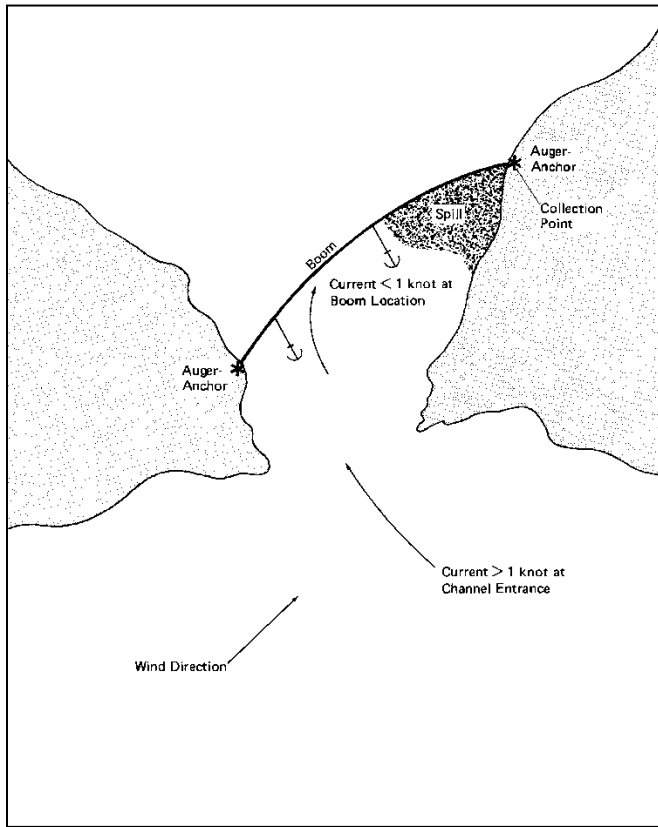 Auger-
Anchor
Collection
Point
Spill
Boom
Current < 1 knot at
Boom Location
Auger-
Anchor
Current > 1 knot at
Channel Entrance
Wind Direction